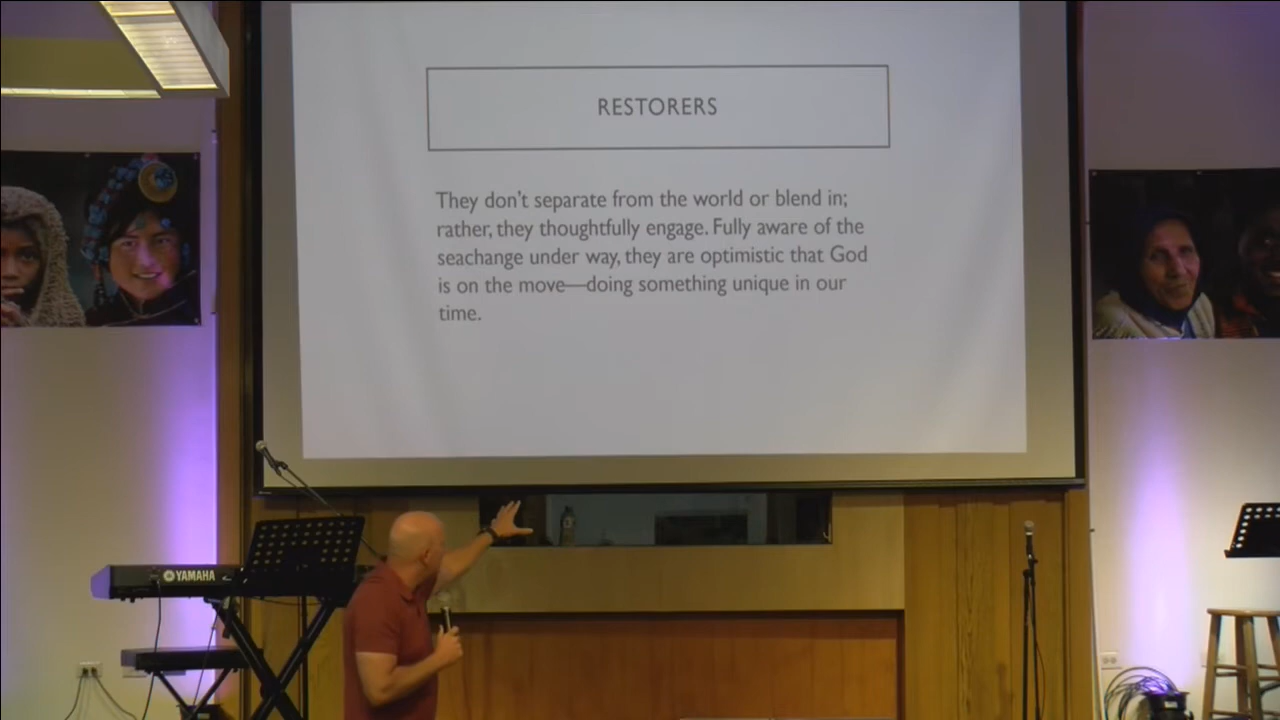 RESTORERS
They don't separate from the world or blend in;
rather, they thoughtfully engage. Fully aware of the
seachange under way, they are optimistic that God
is on the move—doing something unique in our
time.
YAMAHA